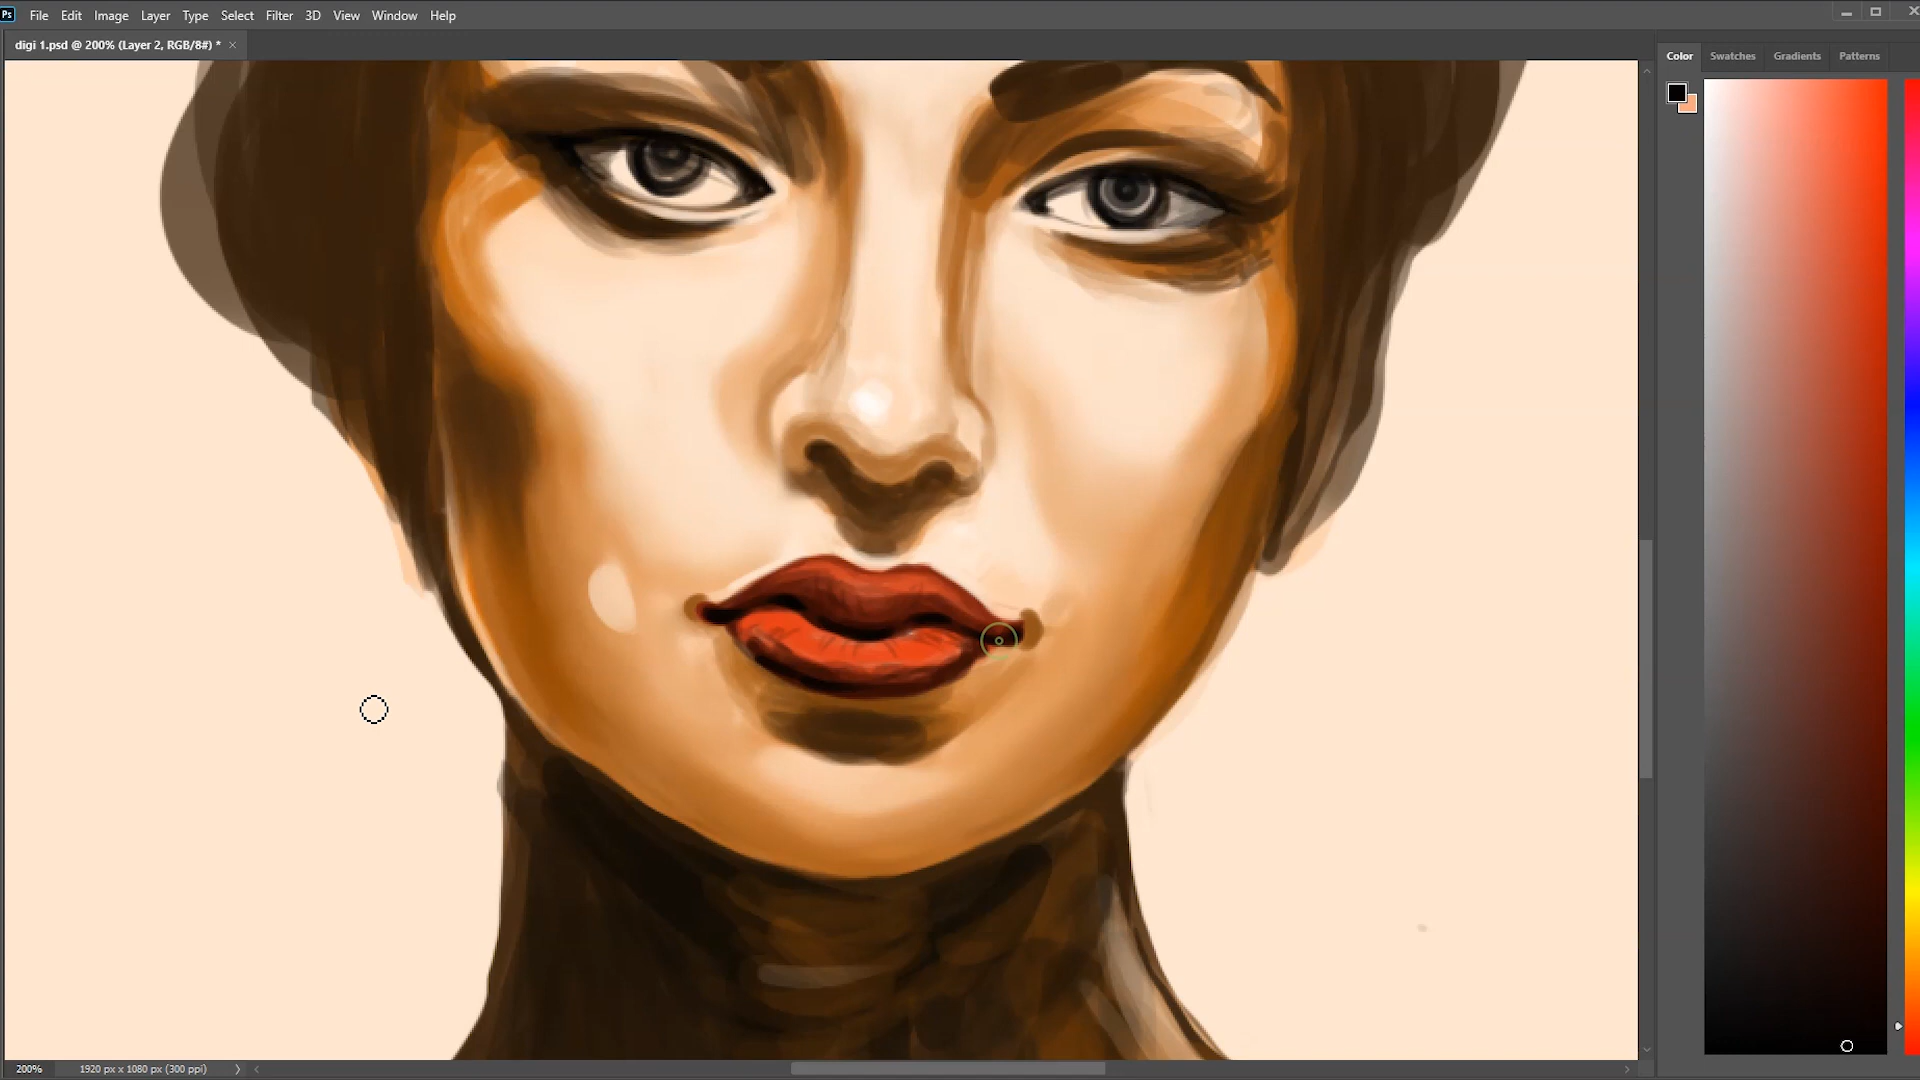 Ps File Edit Image Layer Type Select Filter 3D View Window Help
digi 1.psd @ 200% (Layer 2, RGB/8#) *
Color Swatches Gradients Patterns
200% 1920 px x 1080 px (300 ppi)